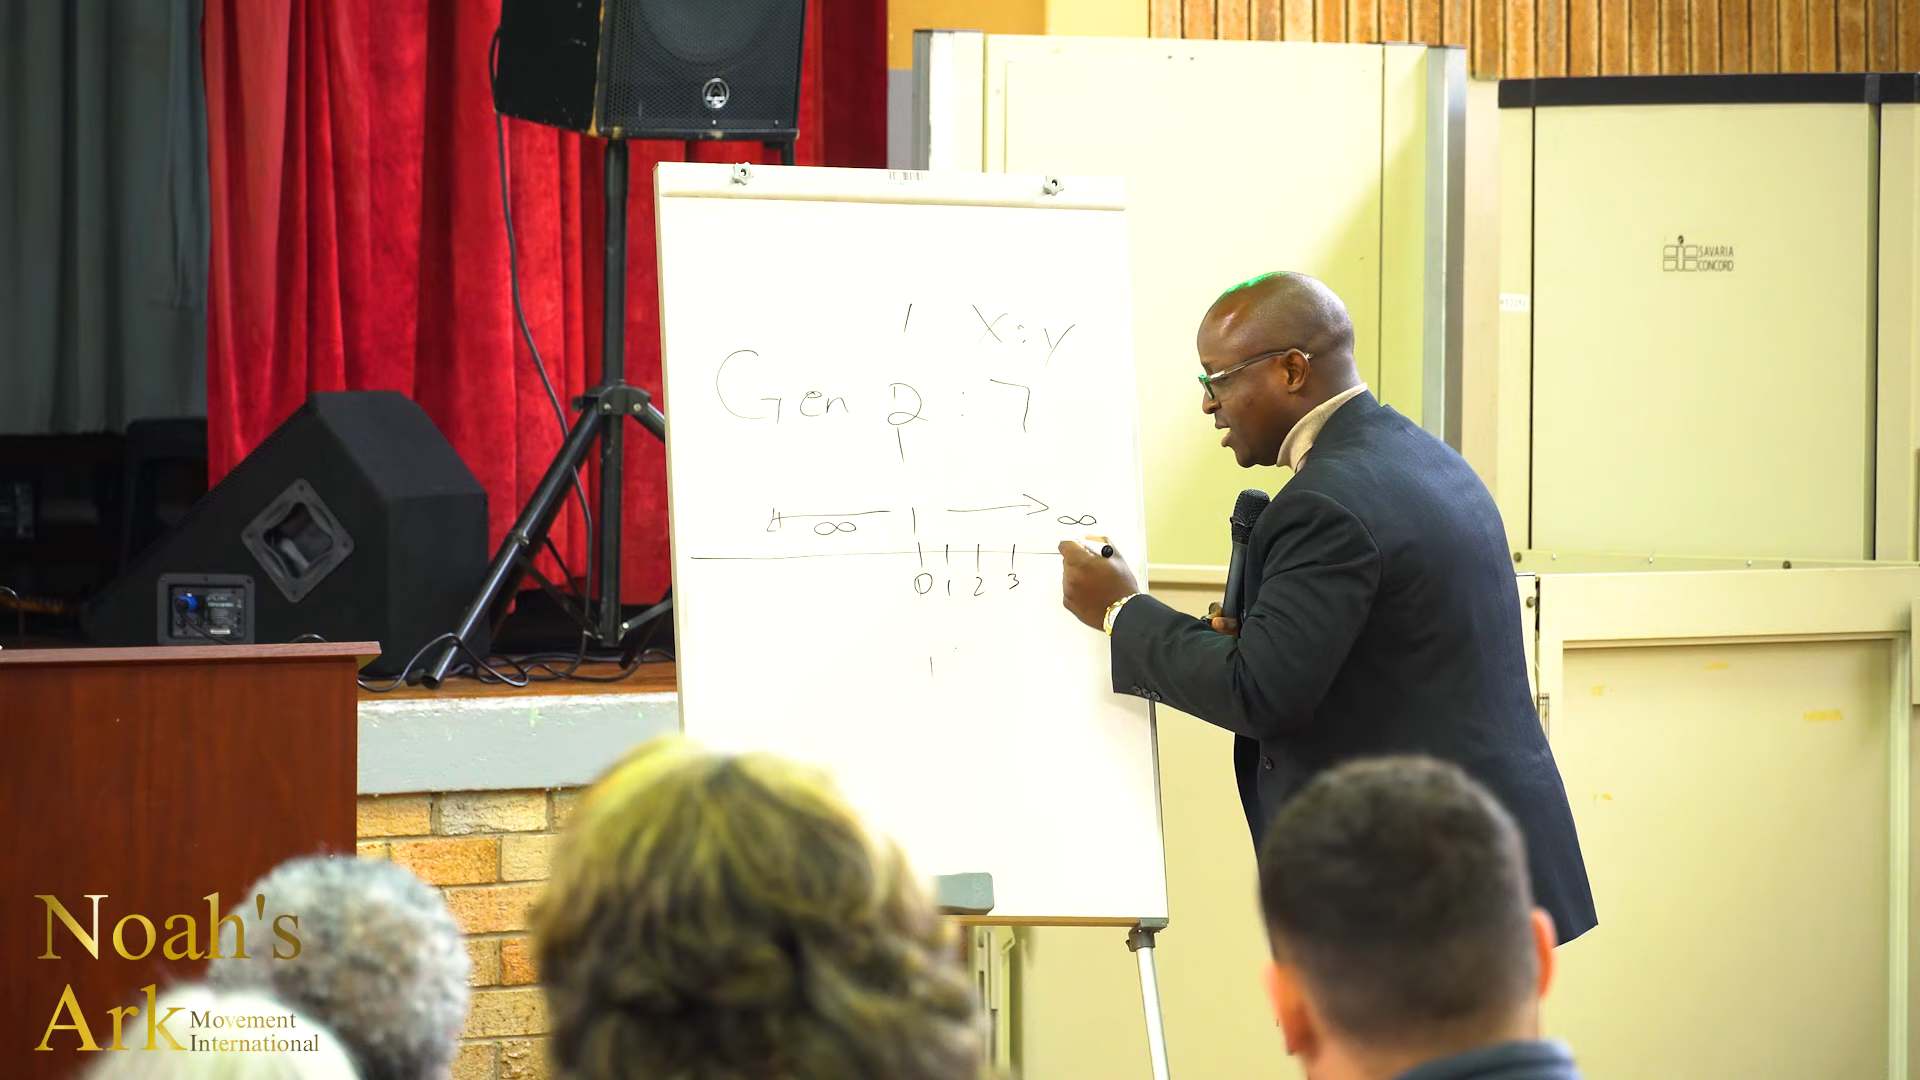 X : Y
Gen 2 : 7
∞ ∞
0 1 2 3
SAVARIA
CONCORD
Noah's
Ark Movement
International